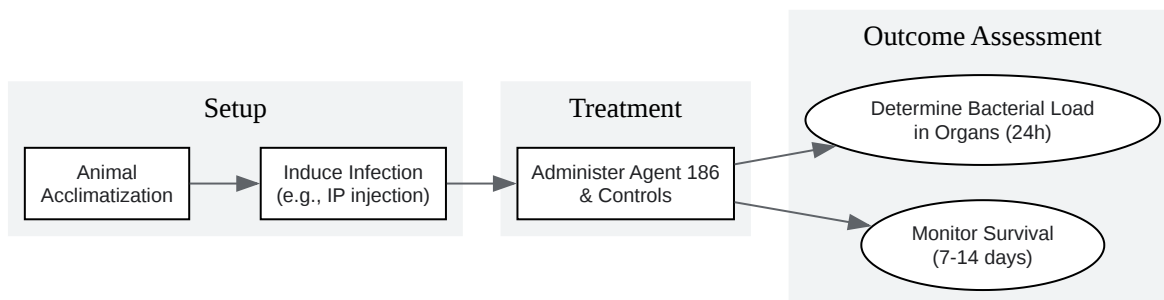 Setup
Animal
Acclimatization
Induce Infection
(e.g., IP injection)
Treatment
Administer Agent 186
& Controls
Outcome Assessment
Determine Bacterial Load
in Organs (24h)
Monitor Survival
(7-14 days)